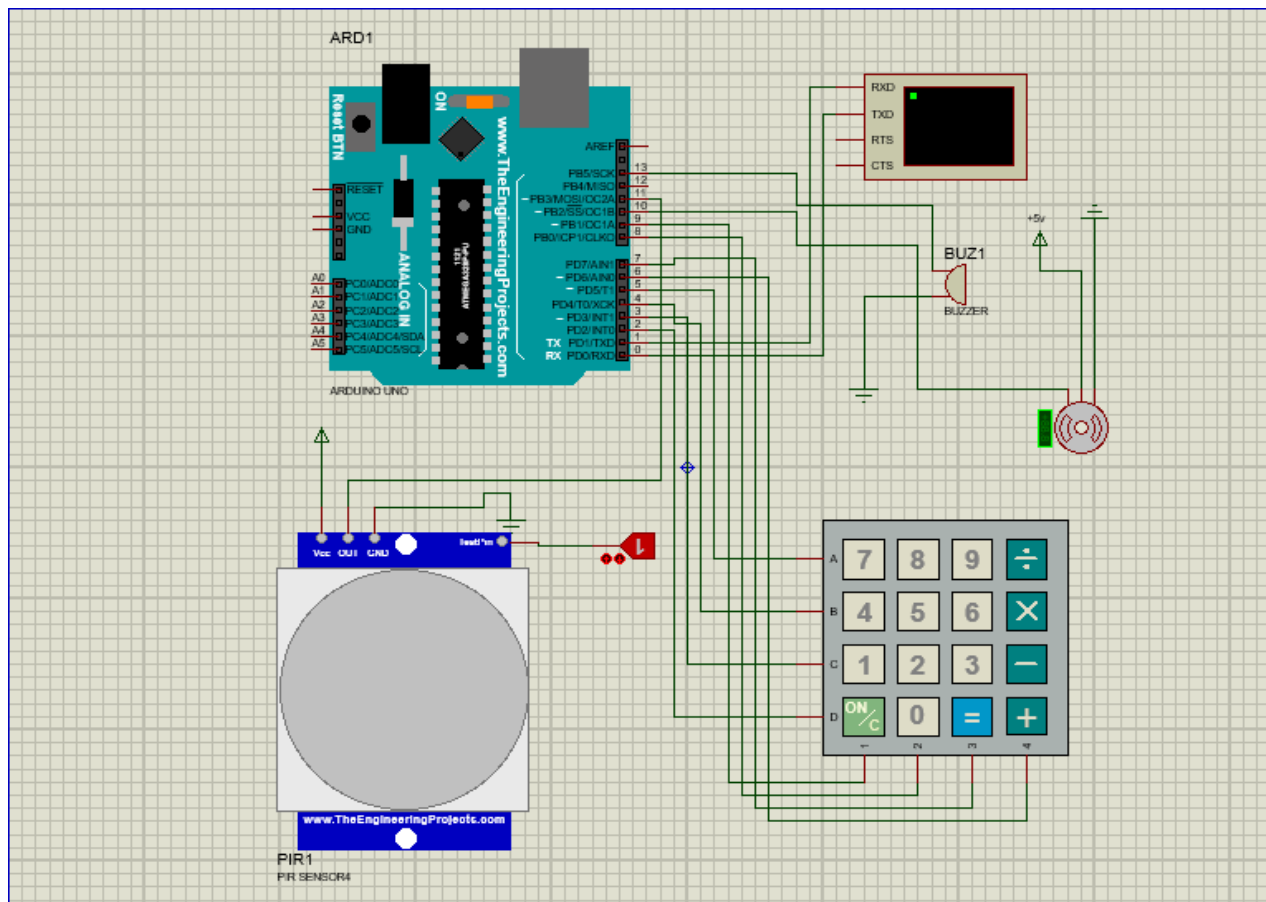 ARD1
Reset BTN
ON
www.TheEngineeringProjects.com
ANALOG IN
RESET
VCC
GND
A0 PC0/ADC0
A1 PC1/ADC1
A2 PC2/ADC2
A3 PC3/ADC3
A4 PC4/ADC4/SDA
A5 PC5/ADC5/SCL
AREF
PB5/SCK 13
PB4/MISO 12
~PB3/MOSI/OC2A 11
~PB2/SS/OC1B 10
~PB1/OC1A 9
PB0/ICP1/CLKO 8
PD7/AIN1 7
~PD6/AIN0 6
~PD5/T1 5
PD4/T0/XCK 4
~PD3/INT1 3
PD2/INT0 2
TX PD1/TXD 1
RX PD0/RXD 0
ARDUINO UNO
RXD
TXD
RTS
CTS
+5v
BUZ1
BUZZER
Vcc OUT GND
TestPin
1
www.TheEngineeringProjects.com
PIR1
PIR SENSOR4
A 7 8 9 ÷
B 4 5 6 ×
C 1 2 3 −
D ON/C 0 = +
1 2 3 4